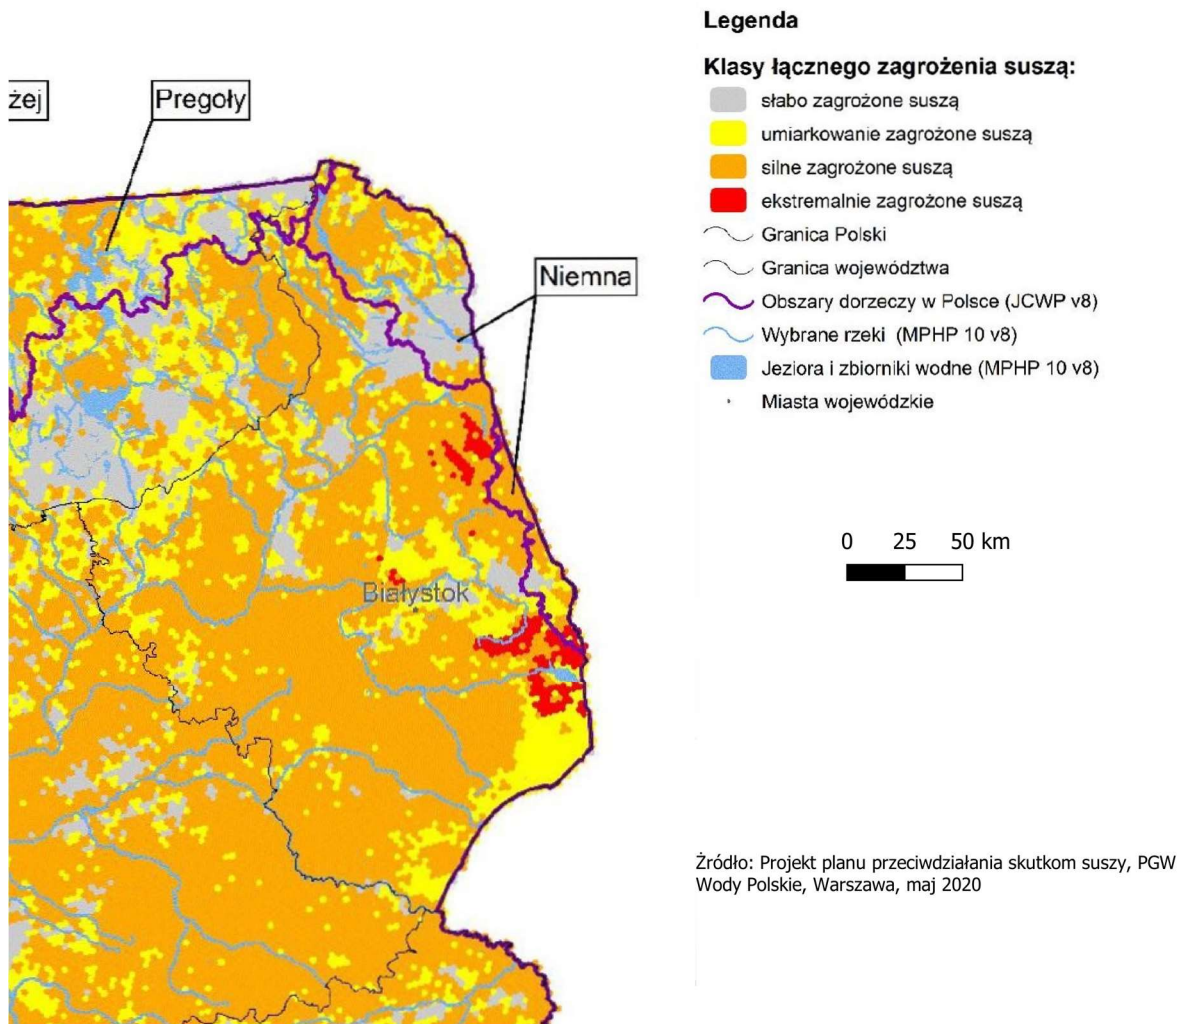 żej
Pregoły
Niemna
Białystok
Legenda
Klasy łącznego zagrożenia suszą:
słabo zagrożone suszą
umiarkowanie zagrożone suszą
silne zagrożone suszą
ekstremalnie zagrożone suszą
Granica Polski
Granica województwa
Obszary dorzeczy w Polsce (JCWP v8)
Wybrane rzeki (MPHP 10 v8)
Jeziora i zbiorniki wodne (MPHP 10 v8)
Miasta wojewódzkie
0 25 50 km
Żródło: Projekt planu przeciwdziałania skutkom suszy, PGW
Wody Polskie, Warszawa, maj 2020